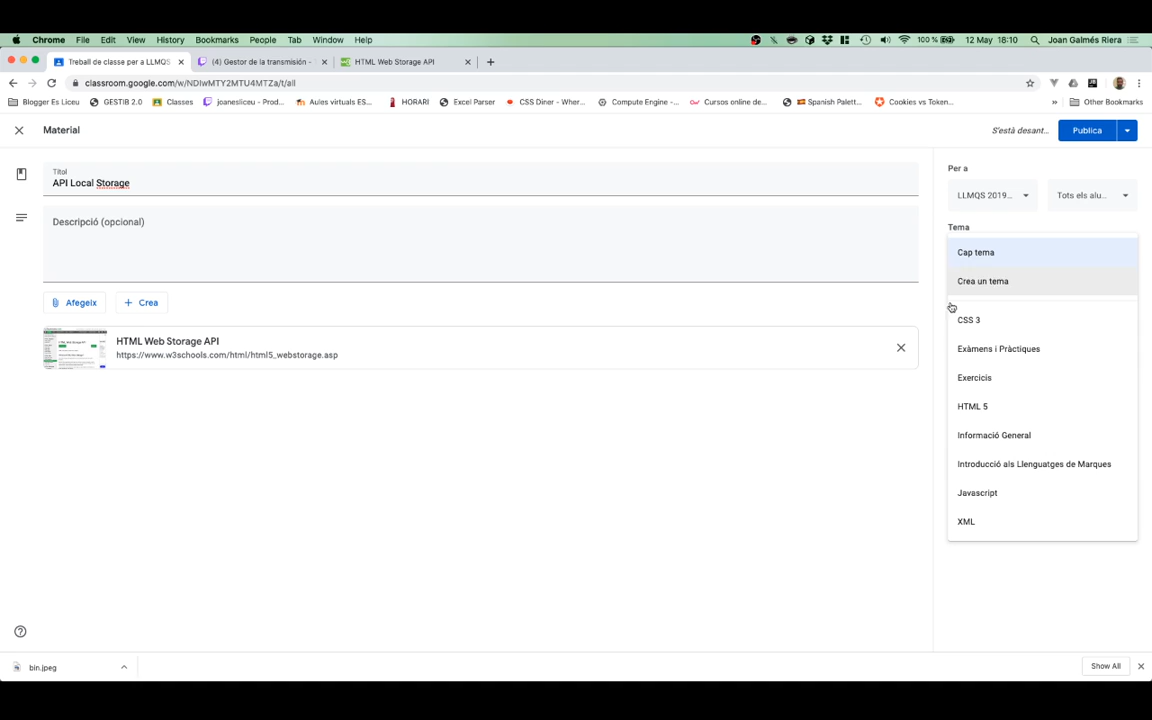 Chrome File Edit View History Bookmarks People Tab Window Help 100 % 12 May 18:10 Joan Galmés Riera
Treball de classe per a LLMQS (4) Gestor de la transmisión - HTML Web Storage API
classroom.google.com/w/NDIwMTY2MTU4MTZa/t/all
Blogger Es Liceu GESTIB 2.0 Classes joanesliceu - Prod... Aules virtuals ES... HORARI Excel Parser CSS Diner - Wher... Compute Engine -... Cursos online de... Spanish Palett... Cookies vs Token... » Other Bookmarks
Material S'està desant... Publica
Per a
Títol
API Local Storage
LLMQS 2019... Tots els alu...
Descripció (opcional)
Tema
Cap tema
Crea un tema
Afegeix + Crea
CSS 3
HTML Web Storage API
https://www.w3schools.com/html/html5_webstorage.asp
Exàmens i Pràctiques
Exercicis
HTML 5
Informació General
Introducció als Llenguatges de Marques
Javascript
XML
bin.jpeg Show All